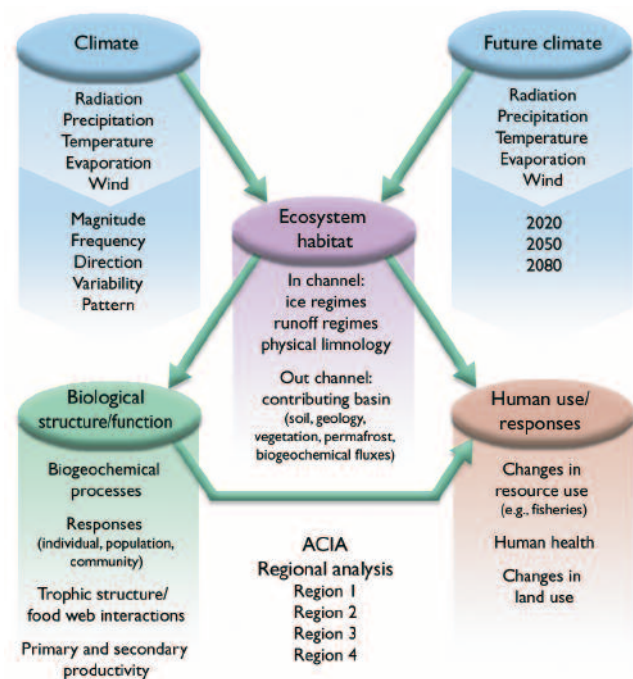 Climate
Radiation
Precipitation
Temperature
Evaporation
Wind
Magnitude
Frequency
Direction
Variability
Pattern
Future climate
Radiation
Precipitation
Temperature
Evaporation
Wind
2020
2050
2080
Ecosystem
habitat
In channel:
ice regimes
runoff regimes
physical limnology
Out channel:
contributing basin
(soil, geology,
vegetation, permafrost,
biogeochemical fluxes)
Biological
structure/function
Biogeochemical
processes
Responses
(individual, population,
community)
Trophic structure/
food web interactions
Primary and secondary
productivity
Human use/
responses
Changes in
resource use
(e.g., fisheries)
Human health
Changes in
land use
ACIA
Regional analysis
Region 1
Region 2
Region 3
Region 4